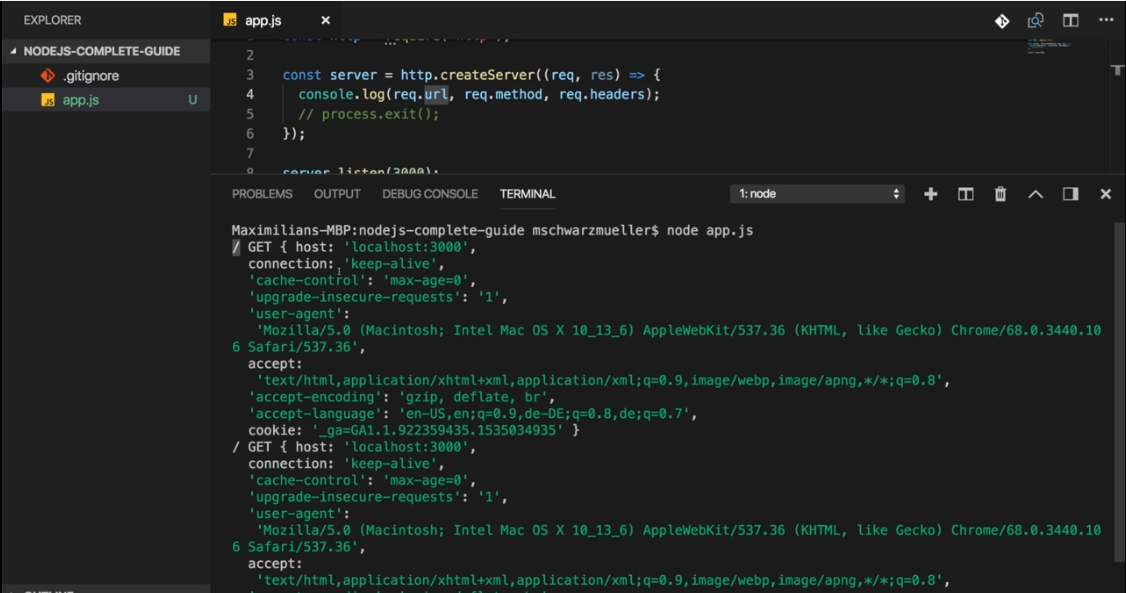 EXPLORER
NODEJS-COMPLETE-GUIDE
.gitignore
JS app.js U
JS app.js ×
2
3 const server = http.createServer((req, res) => {
4 console.log(req.url, req.method, req.headers);
5 // process.exit();
6 });
7
8 server.listen(3000);
PROBLEMS OUTPUT DEBUG CONSOLE TERMINAL 1: node
Maximilians-MBP:nodejs-complete-guide mschwarzmueller$ node app.js
/ GET { host: 'localhost:3000',
connection: 'keep-alive',
'cache-control': 'max-age=0',
'upgrade-insecure-requests': '1',
'user-agent':
'Mozilla/5.0 (Macintosh; Intel Mac OS X 10_13_6) AppleWebKit/537.36 (KHTML, like Gecko) Chrome/68.0.3440.10
6 Safari/537.36',
accept:
'text/html,application/xhtml+xml,application/xml;q=0.9,image/webp,image/apng,*/*;q=0.8',
'accept-encoding': 'gzip, deflate, br',
'accept-language': 'en-US,en;q=0.9,de-DE;q=0.8,de;q=0.7',
cookie: '_ga=GA1.1.922359435.1535034935' }
/ GET { host: 'localhost:3000',
connection: 'keep-alive',
'cache-control': 'max-age=0',
'upgrade-insecure-requests': '1',
'user-agent':
'Mozilla/5.0 (Macintosh; Intel Mac OS X 10_13_6) AppleWebKit/537.36 (KHTML, like Gecko) Chrome/68.0.3440.10
6 Safari/537.36',
accept:
'text/html,application/xhtml+xml,application/xml;q=0.9,image/webp,image/apng,*/*;q=0.8',